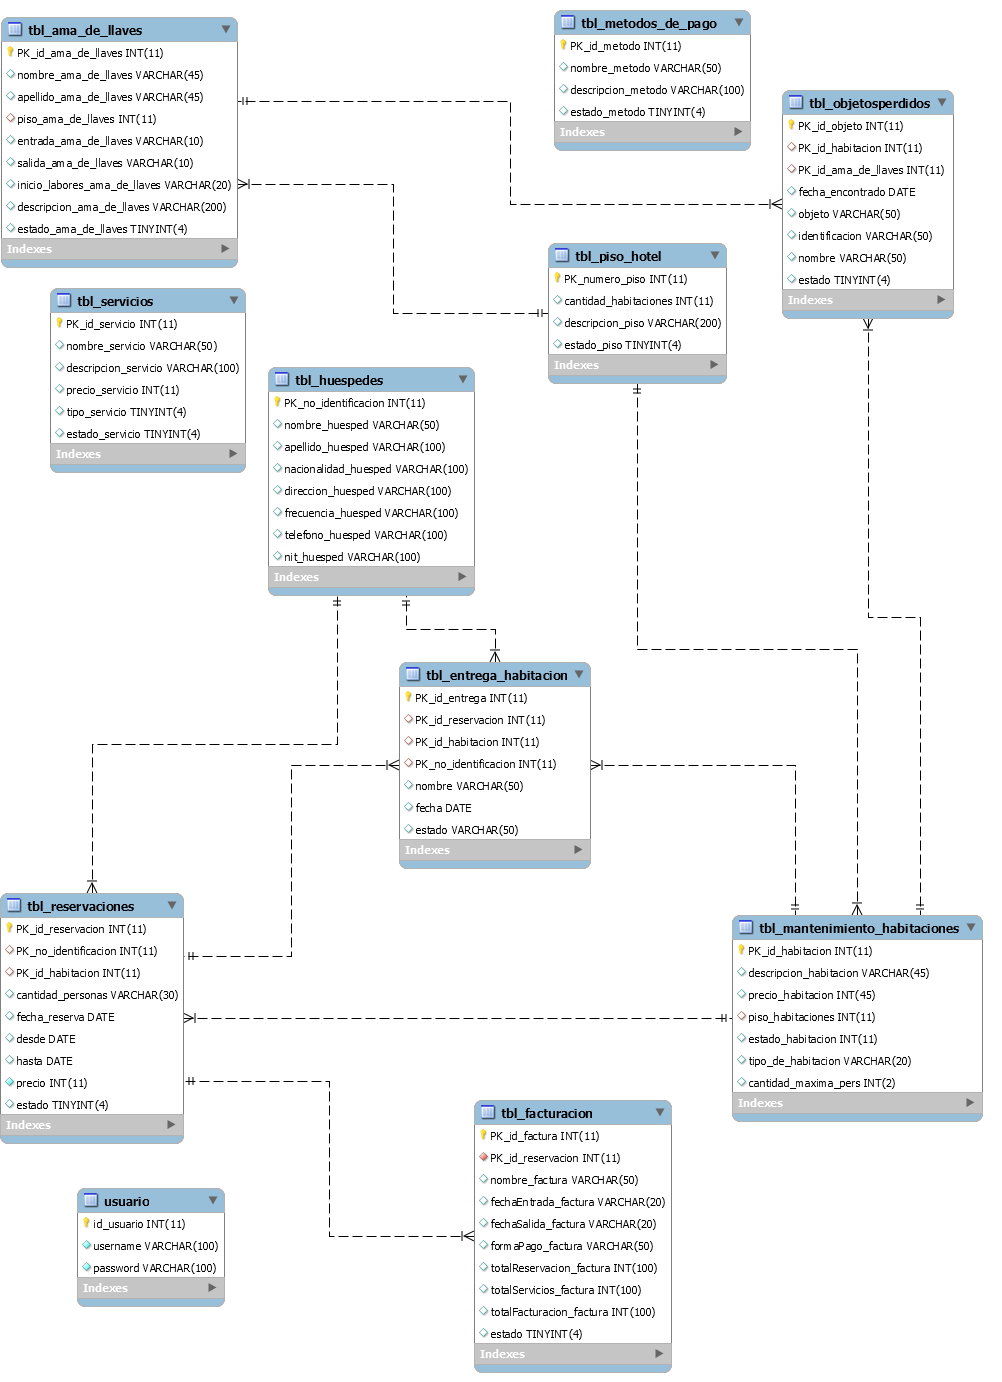 tbl_ama_de_llaves
PK_id_ama_de_llaves INT(11)
nombre_ama_de_llaves VARCHAR(45)
apellido_ama_de_llaves VARCHAR(45)
piso_ama_de_llaves INT(11)
entrada_ama_de_llaves VARCHAR(10)
salida_ama_de_llaves VARCHAR(10)
inicio_labores_ama_de_llaves VARCHAR(20)
descripcion_ama_de_llaves VARCHAR(200)
estado_ama_de_llaves TINYINT(4)
Indexes
tbl_metodos_de_pago
PK_id_metodo INT(11)
nombre_metodo VARCHAR(50)
descripcion_metodo VARCHAR(100)
estado_metodo TINYINT(4)
Indexes
tbl_objetosperdidos
PK_id_objeto INT(11)
PK_id_habitacion INT(11)
PK_id_ama_de_llaves INT(11)
fecha_encontrado DATE
objeto VARCHAR(50)
identificacion VARCHAR(50)
nombre VARCHAR(50)
estado TINYINT(4)
Indexes
tbl_piso_hotel
PK_numero_piso INT(11)
cantidad_habitaciones INT(11)
descripcion_piso VARCHAR(200)
estado_piso TINYINT(4)
Indexes
tbl_servicios
PK_id_servicio INT(11)
nombre_servicio VARCHAR(50)
descripcion_servicio VARCHAR(100)
precio_servicio INT(11)
tipo_servicio TINYINT(4)
estado_servicio TINYINT(4)
Indexes
tbl_huespedes
PK_no_identificacion INT(11)
nombre_huesped VARCHAR(50)
apellido_huesped VARCHAR(100)
nacionalidad_huesped VARCHAR(100)
direccion_huesped VARCHAR(100)
frecuencia_huesped VARCHAR(100)
telefono_huesped VARCHAR(100)
nit_huesped VARCHAR(100)
Indexes
tbl_entrega_habitacion
PK_id_entrega INT(11)
PK_id_reservacion INT(11)
PK_id_habitacion INT(11)
PK_no_identificacion INT(11)
nombre VARCHAR(50)
fecha DATE
estado VARCHAR(50)
Indexes
tbl_reservaciones
PK_id_reservacion INT(11)
PK_no_identificacion INT(11)
PK_id_habitacion INT(11)
cantidad_personas VARCHAR(30)
fecha_reserva DATE
desde DATE
hasta DATE
precio INT(11)
estado TINYINT(4)
Indexes
tbl_mantenimiento_habitaciones
PK_id_habitacion INT(11)
descripcion_habitacion VARCHAR(45)
precio_habitacion INT(45)
piso_habitaciones INT(11)
estado_habitacion INT(11)
tipo_de_habitacion VARCHAR(20)
cantidad_maxima_pers INT(2)
Indexes
tbl_facturacion
PK_id_factura INT(11)
PK_id_reservacion INT(11)
nombre_factura VARCHAR(50)
fechaEntrada_factura VARCHAR(20)
fechaSalida_factura VARCHAR(20)
formaPago_factura VARCHAR(50)
totalReservacion_factura INT(100)
totalServicios_factura INT(100)
totalFacturacion_factura INT(100)
estado TINYINT(4)
Indexes
usuario
id_usuario INT(11)
username VARCHAR(100)
password VARCHAR(100)
Indexes